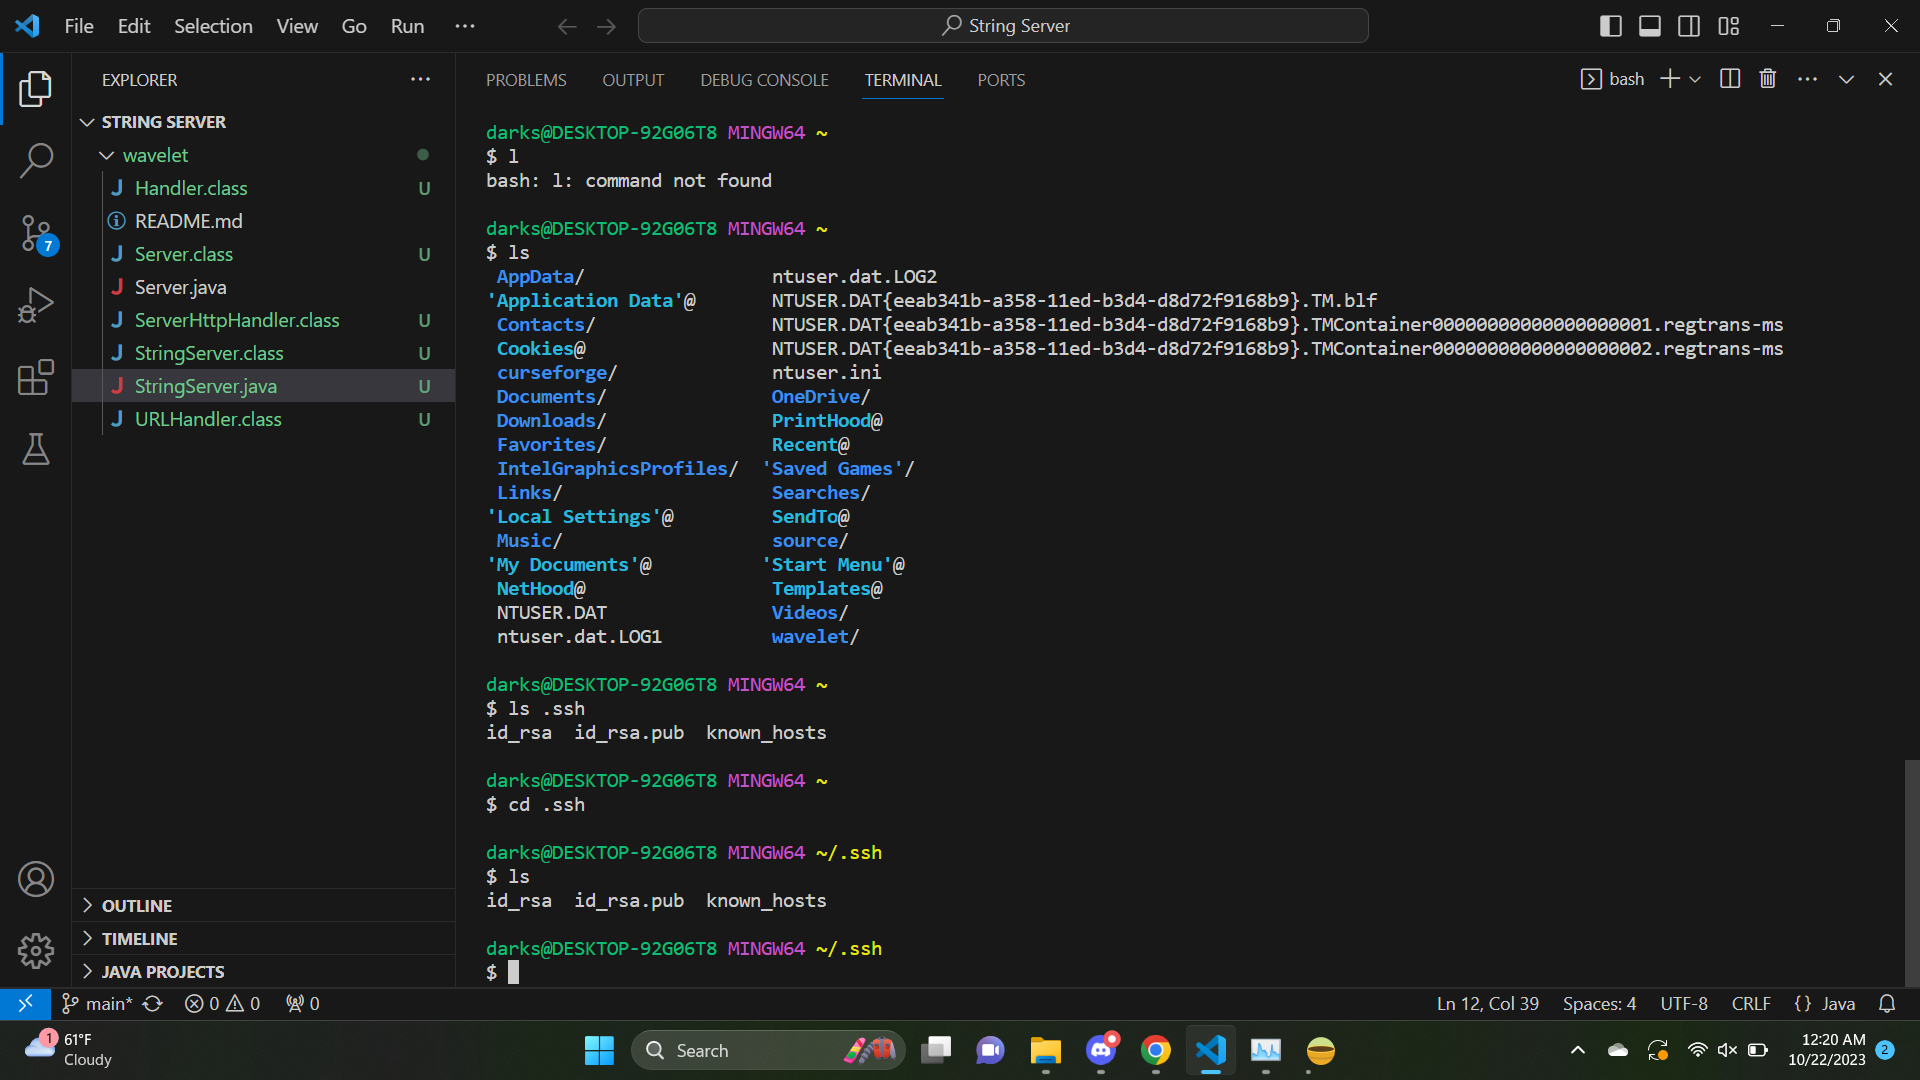 File Edit Selection View Go Run ···
String Server
EXPLORER ···
STRING SERVER
wavelet
Handler.class U
README.md
Server.class U
Server.java
ServerHttpHandler.class U
StringServer.class U
StringServer.java U
URLHandler.class U
7
OUTLINE
TIMELINE
JAVA PROJECTS
PROBLEMS OUTPUT DEBUG CONSOLE TERMINAL PORTS
bash
darks@DESKTOP-92G06T8 MINGW64 ~
$ l
bash: l: command not found
darks@DESKTOP-92G06T8 MINGW64 ~
$ ls
AppData/ ntuser.dat.LOG2
'Application Data'@ NTUSER.DAT{eeab341b-a358-11ed-b3d4-d8d72f9168b9}.TM.blf
Contacts/ NTUSER.DAT{eeab341b-a358-11ed-b3d4-d8d72f9168b9}.TMContainer00000000000000000001.regtrans-ms
Cookies@ NTUSER.DAT{eeab341b-a358-11ed-b3d4-d8d72f9168b9}.TMContainer00000000000000000002.regtrans-ms
curseforge/ ntuser.ini
Documents/ OneDrive/
Downloads/ PrintHood@
Favorites/ Recent@
IntelGraphicsProfiles/ 'Saved Games'/
Links/ Searches/
'Local Settings'@ SendTo@
Music/ source/
'My Documents'@ 'Start Menu'@
NetHood@ Templates@
NTUSER.DAT Videos/
ntuser.dat.LOG1 wavelet/
darks@DESKTOP-92G06T8 MINGW64 ~
$ ls .ssh
id_rsa id_rsa.pub known_hosts
darks@DESKTOP-92G06T8 MINGW64 ~
$ cd .ssh
darks@DESKTOP-92G06T8 MINGW64 ~/.ssh
$ ls
id_rsa id_rsa.pub known_hosts
darks@DESKTOP-92G06T8 MINGW64 ~/.ssh
$
main* 0 0 0
Ln 12, Col 39 Spaces: 4 UTF-8 CRLF {} Java
1 61°F
Cloudy
Search
12:20 AM
10/22/2023 2